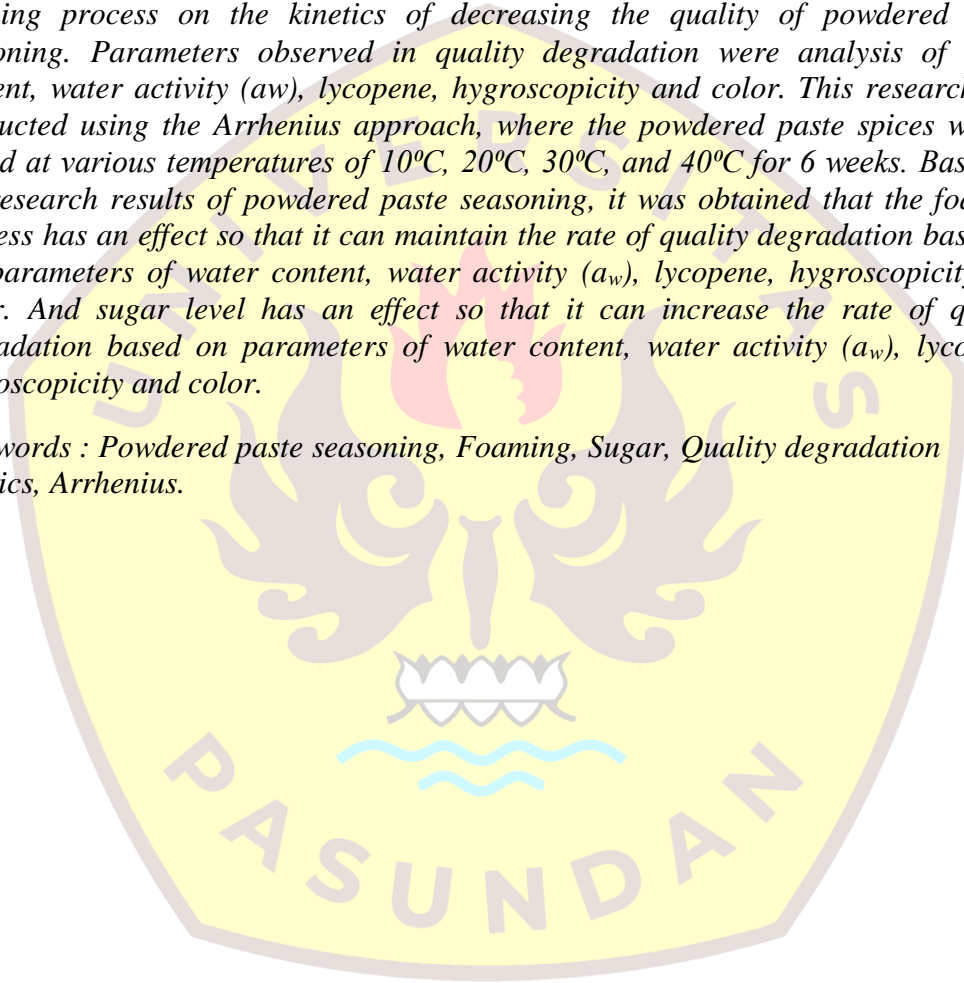 ing process on the kinetics of decreasing the quality of powdered
oning. Parameters observed in quality degradation were analysis of
ent, water activity (aw), lycopene, hygroscopicity and color. This research
ucted using the Arrhenius approach, where the powdered paste spices w
d at various temperatures of 10⁰C, 20⁰C, 30⁰C, and 40⁰C for 6 weeks. Bas
esearch results of powdered paste seasoning, it was obtained that the foa
ess has an effect so that it can maintain the rate of quality degradation bas
parameters of water content, water activity (aw), lycopene, hygroscopicity
r. And sugar level has an effect so that it can increase the rate of q
adation based on parameters of water content, water activity (aw), lyco
oscopicity and color.
words : Powdered paste seasoning, Foaming, Sugar, Quality degradation
ics, Arrhenius.
UNIVERSITAS
PASUNDAN